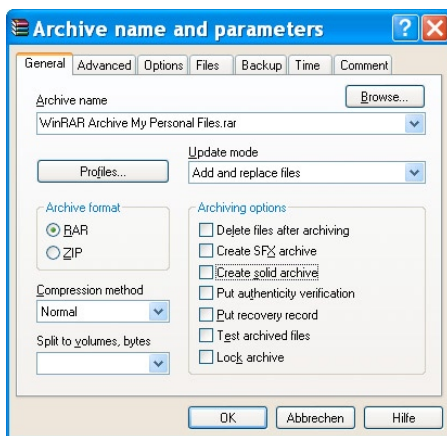 Archive name and parameters
General Advanced Options Files Backup Time Comment
Archive name
Browse...
WinRAR Archive My Personal Files.rar
Profiles...
Update mode
Add and replace files
Archive format
RAR
ZIP
Compression method
Normal
Split to volumes, bytes
Archiving options
Delete files after archiving
Create SFX archive
Create solid archive
Put authenticity verification
Put recovery record
Test archived files
Lock archive
OK Abbrechen Hilfe